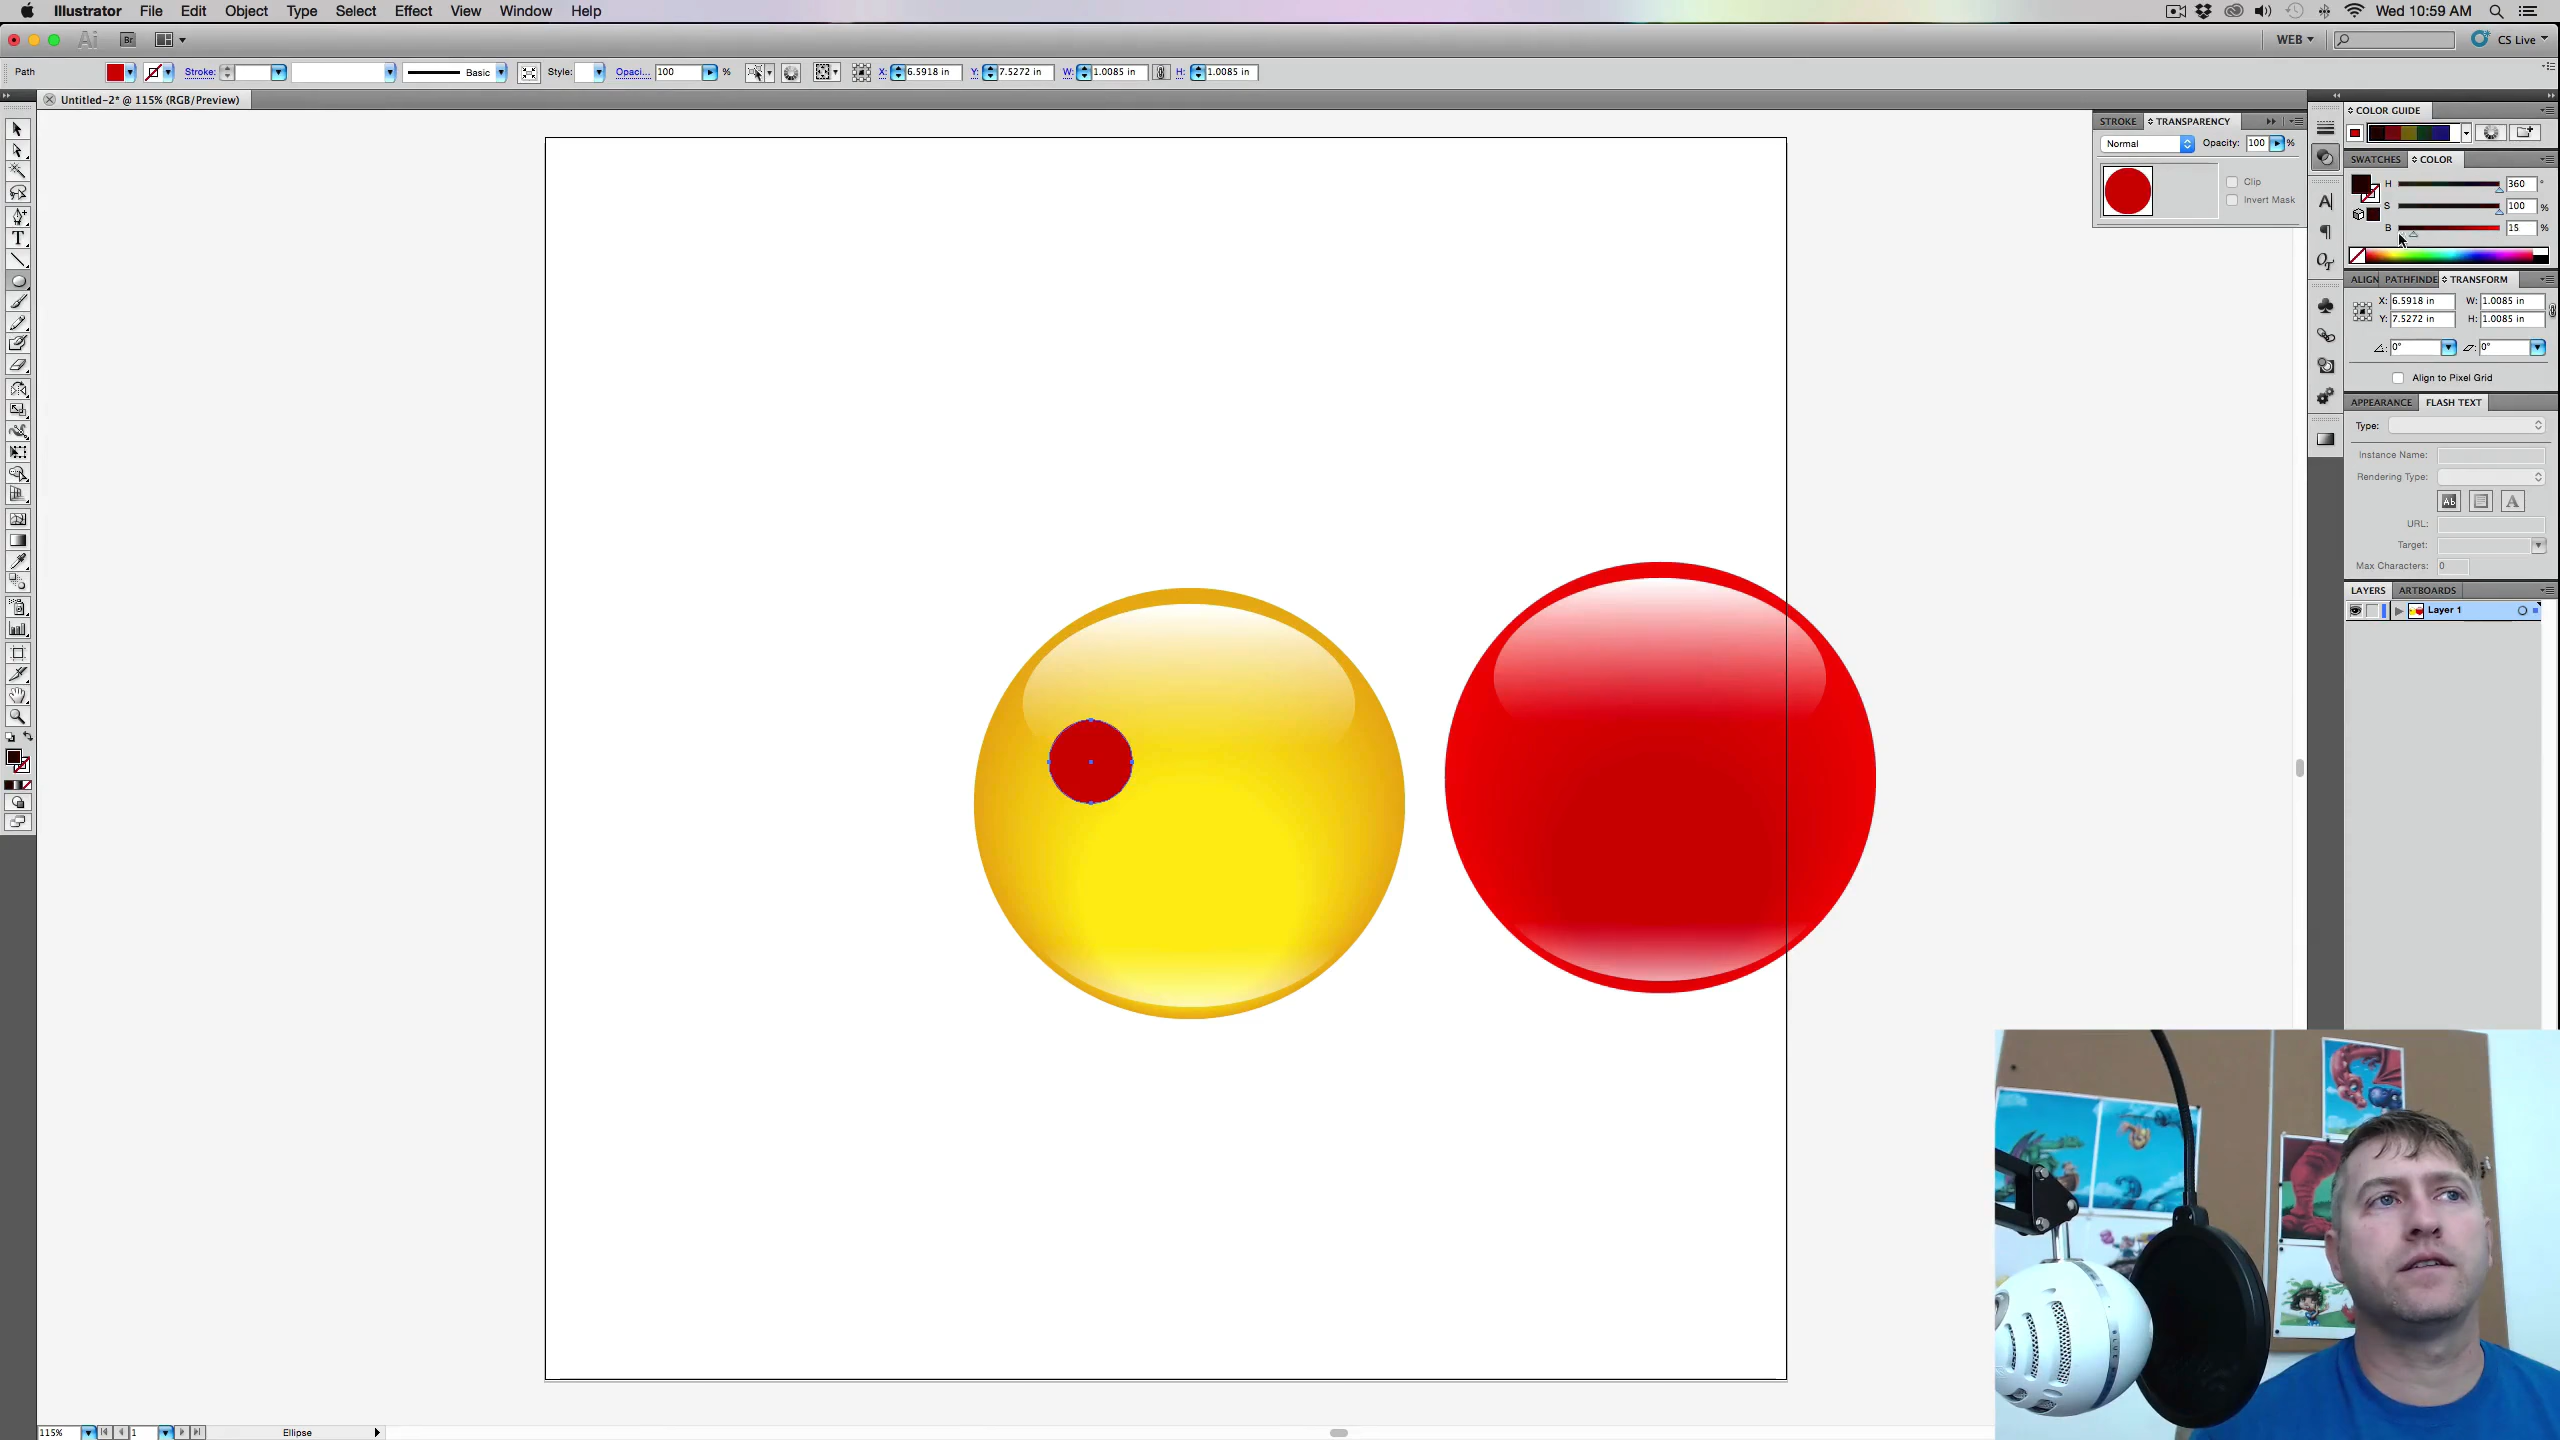 Illustrator File Edit Object Type Select Effect View Window Help Wed 10:59 AM
Ai Br WEB CS Live
Path Stroke: Basic Style: Opaci... 100 % X: 6.5918 in Y: 7.5272 in W: 1.0085 in H: 1.0085 in
Untitled-2* @ 115% (RGB/Preview)
COLOR GUIDE
STROKE TRANSPARENCY
Normal Opacity: 100 %
Clip
Invert Mask
SWATCHES COLOR
H 360 °
S 100 %
B 15 %
ALIGN PATHFINDE TRANSFORM
X: 6.5918 in W: 1.0085 in
Y: 7.5272 in H: 1.0085 in
0° 0°
Align to Pixel Grid
APPEARANCE FLASH TEXT
Type:
Instance Name:
Rendering Type:
Ab A
URL:
Target:
Max Characters: 0
LAYERS ARTBOARDS
Layer 1
115% 1 Ellipse